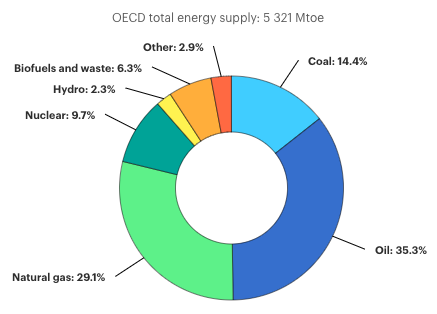 OECD total energy supply: 5 321 Mtoe
Other: 2.9%
Coal: 14.4%
Biofuels and waste: 6.3%
Hydro: 2.3%
Nuclear: 9.7%
Oil: 35.3%
Natural gas: 29.1%